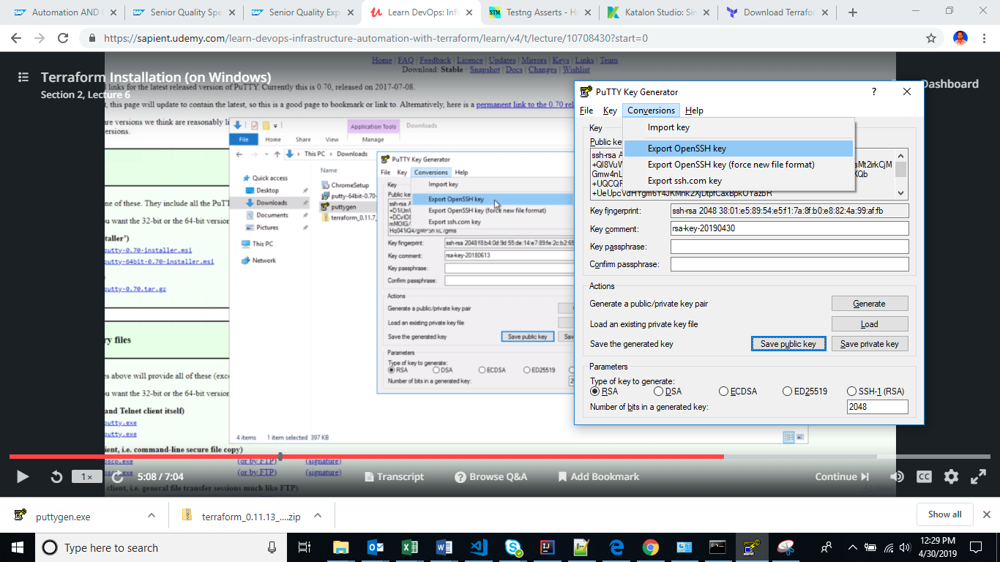 Automation AND E
Senior Quality Spe
Senior Quality Exp
Learn DevOps: Infr
Testng Asserts - H
Katalon Studio: Sim
Download Terrafo
https://sapient.udemy.com/learn-devops-infrastructure-automation-with-terraform/learn/v4/t/lecture/10708430?start=0
Home | FAQ | Feedback | Licence | Updates | Mirrors | Keys | Links | Team
Download: Stable · Snapshot | Docs | Changes | Wishlist
Terraform Installation (on Windows)
Section 2, Lecture 6
Dashboard
links for the latest released version of PuTTY. Currently this is 0.70, released on 2017-07-08.
, this page will update to contain the latest, so this is a good page to bookmark or link to. Alternatively, here is a permanent link to the 0.70 rel
are versions we think are reasonably li
ersions.
one of these. They include all the PuTT
ou want the 32-bit or the 64-bit version
taller')
utty-0.70-installer.msi
utty-64bit-0.70-installer.msi
utty-0.70.tar.gz
ry files
es above will provide all of these (exce
ou want the 32-bit or the 64-bit version
and Telnet client itself)
utty.exe
utty.exe
ient, i.e. command-line secure file copy)
pscp.exe (or by FTP) (signature)
(or by FTP) (signature)
client, i.e. general file transfer sessions much like FTP)
Application Tools
Downloads
File
Home
Share
View
Manage
This PC
Downloads
Quick access
Desktop
Downloads
Documents
Pictures
This PC
Network
Name
ChromeSetup
putty-64bit-0.70-
puttygen
terraform_0.11.7_
4 items
1 item selected 397 KB
PuTTY Key Generator
File Key Conversions Help
Import key
Export OpenSSH key
Export OpenSSH key (force new file format)
Export ssh.com key
Key
Public key
ssh-rsa
Key fingerprint:
ssh-rsa 2048 f8:b4:0d:9d:55:de:14:e7:89:fe:2c:b2:65
Key comment:
rsa-key-20180613
Key passphrase:
Confirm passphrase:
Actions
Generate a public/private key pair
Load an existing private key file
Save the generated key
Save public key
Sav
Parameters
Type of key to generate:
RSA
DSA
ECDSA
ED25519
Number of bits in a generated key:
PuTTY Key Generator
?
File Key Conversions Help
Import key
Export OpenSSH key
Export OpenSSH key (force new file format)
Export ssh.com key
Key
Public key
ssh-rsa A
+QI8VuW
sMt2irkCjM
Gmw4nL
KQb
+UQCQF
+UeUpcVdHYgm6Y4JKMnk2XjDtpfCaxBpkOYazbR
Key fingerprint:
ssh-rsa 2048 38:01:e5:89:54:e5:f1:7a:8f:b0:e8:82:4a:99:af:fb
Key comment:
rsa-key-20190430
Key passphrase:
Confirm passphrase:
Actions
Generate a public/private key pair
Generate
Load an existing private key file
Load
Save the generated key
Save public key
Save private key
Parameters
Type of key to generate:
RSA
DSA
ECDSA
ED25519
SSH-1 (RSA)
Number of bits in a generated key:
2048
1x
5:08 / 7:04
Transcript
Browse Q&A
Add Bookmark
Continue
CC
puttygen.exe
terraform_0.11.13_....zip
Show all
Type here to search
12:29 PM
4/30/2019